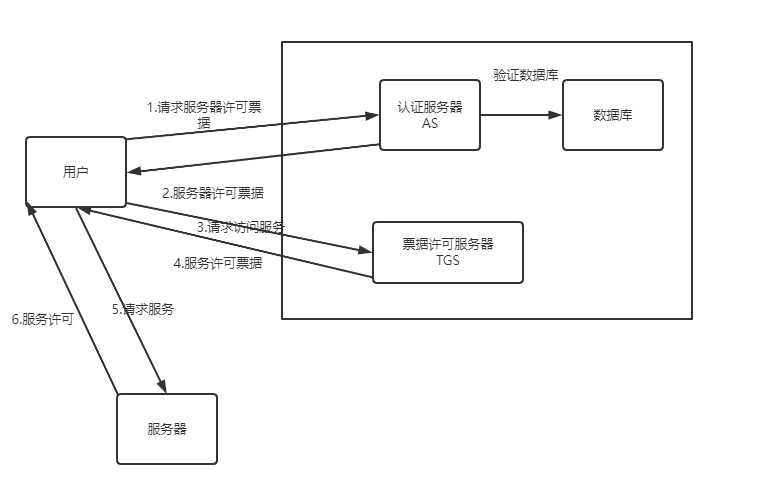 验证数据库
1.请求服务器许可票
据
认证服务器
AS
数据库
用户
2.服务器许可票据
3.请求访问服务
票据许可服务器
TGS
4.服务许可票据
5.请求服务
6.服务许可
服务器